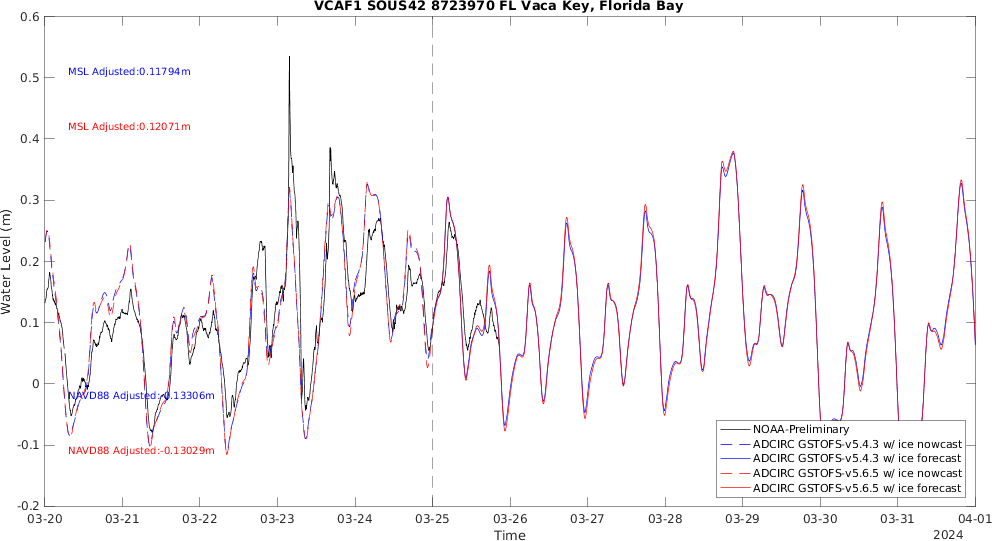 VCAF1 SOUS42 8723970 FL Vaca Key, Florida Bay
Water Level (m)
0.6
0.5
0.4
0.3
0.2
0.1
0
-0.1
-0.2
MSL Adjusted:0.11794m
MSL Adjusted:0.12071m
NAVD88 Adjusted:-0.13306m
NAVD88 Adjusted:-0.13029m
NOAA-Preliminary
ADCIRC GSTOFS-v5.4.3 w/ ice nowcast
ADCIRC GSTOFS-v5.4.3 w/ ice forecast
ADCIRC GSTOFS-v5.6.5 w/ ice nowcast
ADCIRC GSTOFS-v5.6.5 w/ ice forecast
03-20 03-21 03-22 03-23 03-24 03-25 03-26 03-27 03-28 03-29 03-30 03-31 04-01
Time
2024